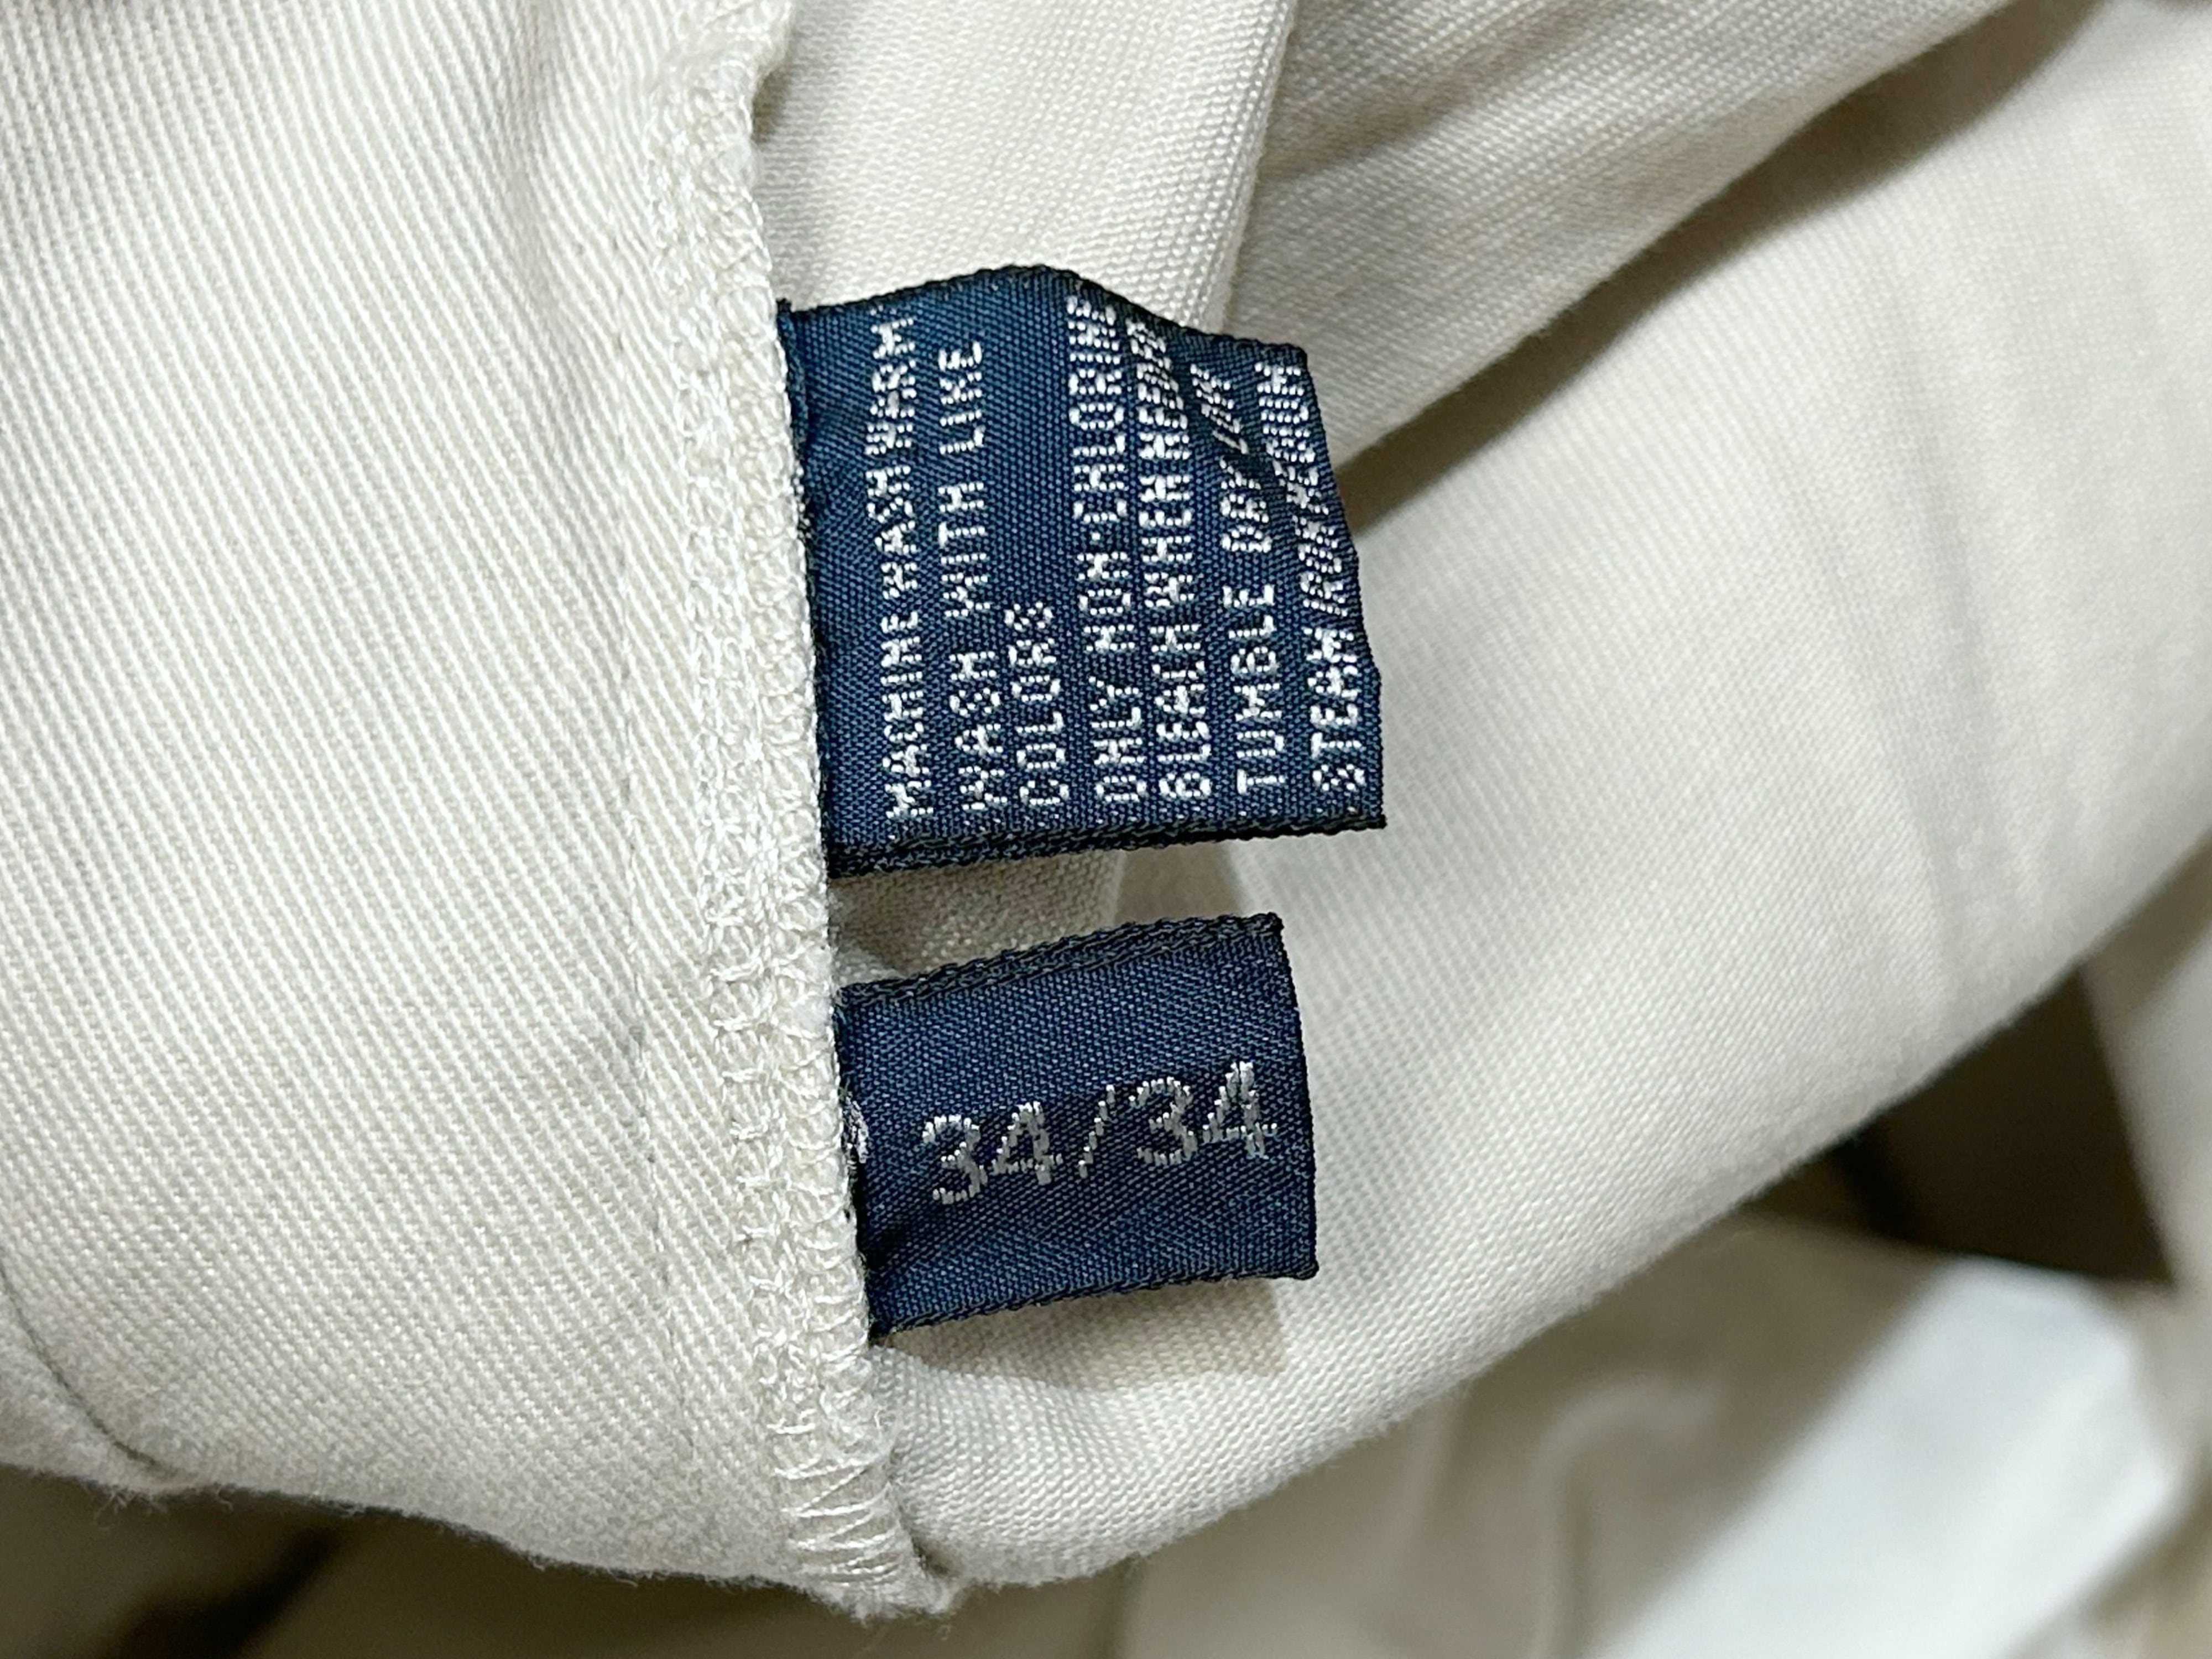 MACHINE WASH WARM
WASH WITH LIKE
COLORS
ONLY NON-CHLORINE
BLEACH WHEN NEEDED
TUMBLE DRY LOW
STEAM IRON MEDIUM
34/34